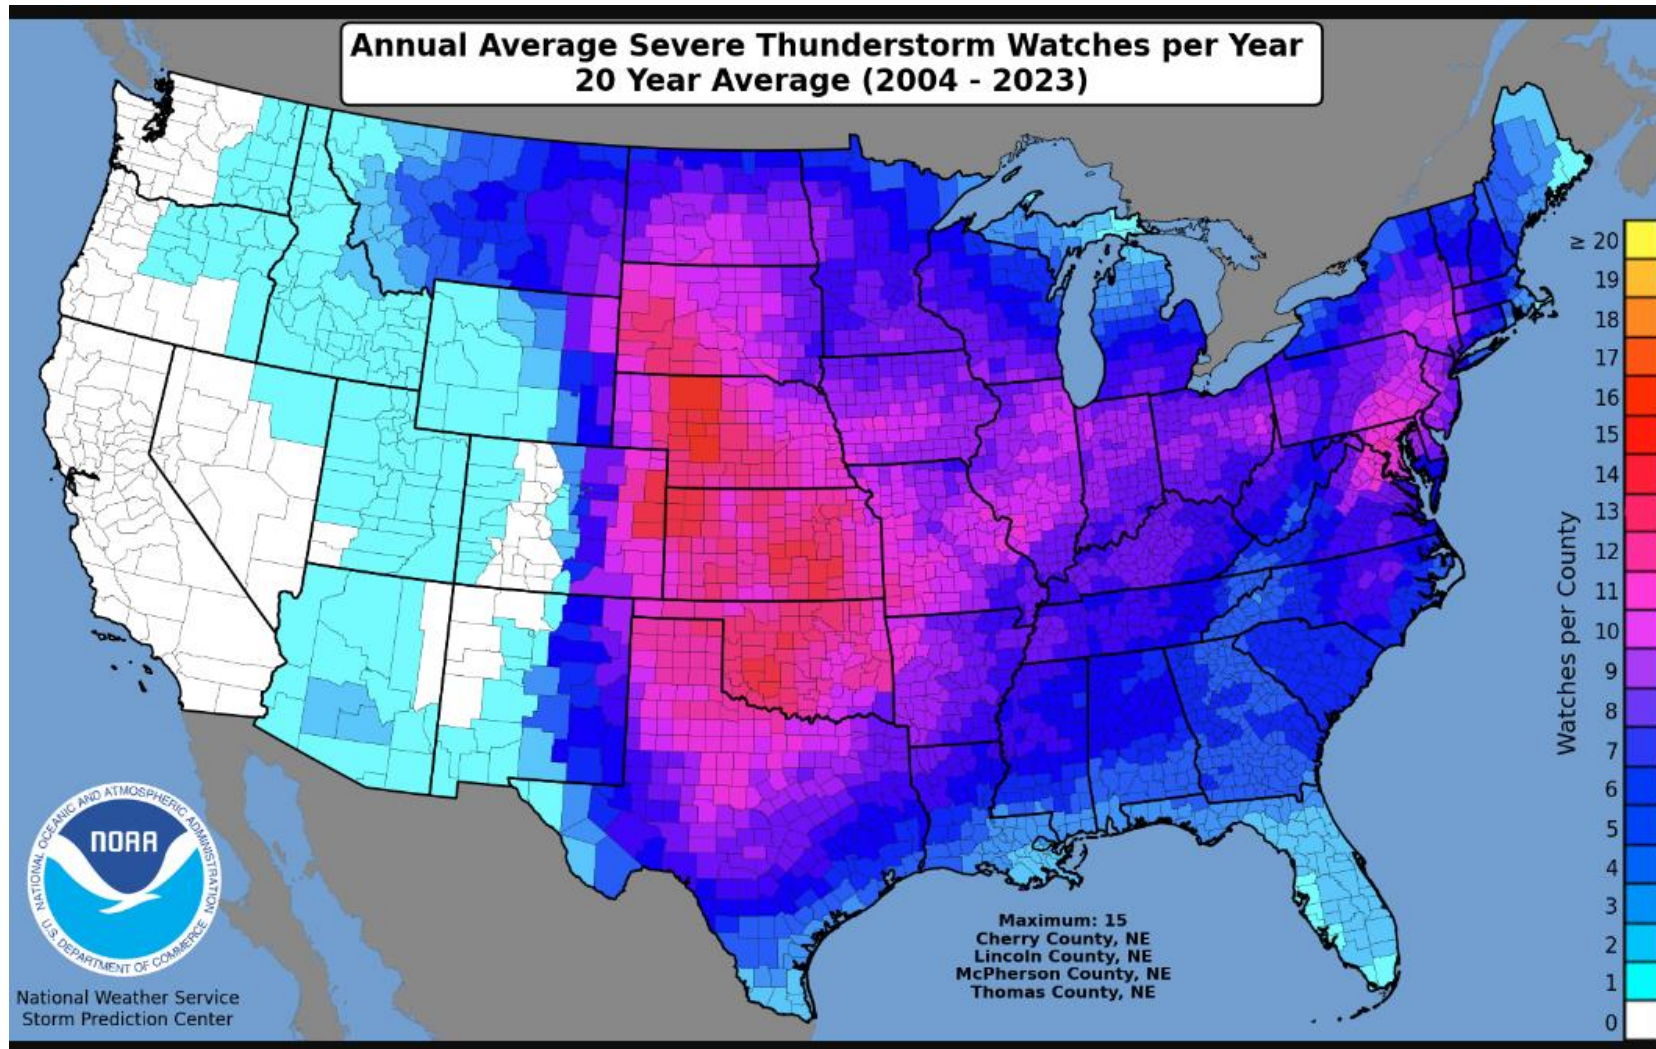 Annual Average Severe Thunderstorm Watches per Year
20 Year Average (2004 - 2023)
≥ 20
19
18
17
16
15
14
13
12
11
10
9
8
7
6
5
4
3
2
1
0
Watches per County
Maximum: 15
Cherry County, NE
Lincoln County, NE
McPherson County, NE
Thomas County, NE
NATIONAL OCEANIC AND ATMOSPHERIC ADMINISTRATION
NOAA
U.S. DEPARTMENT OF COMMERCE
National Weather Service
Storm Prediction Center